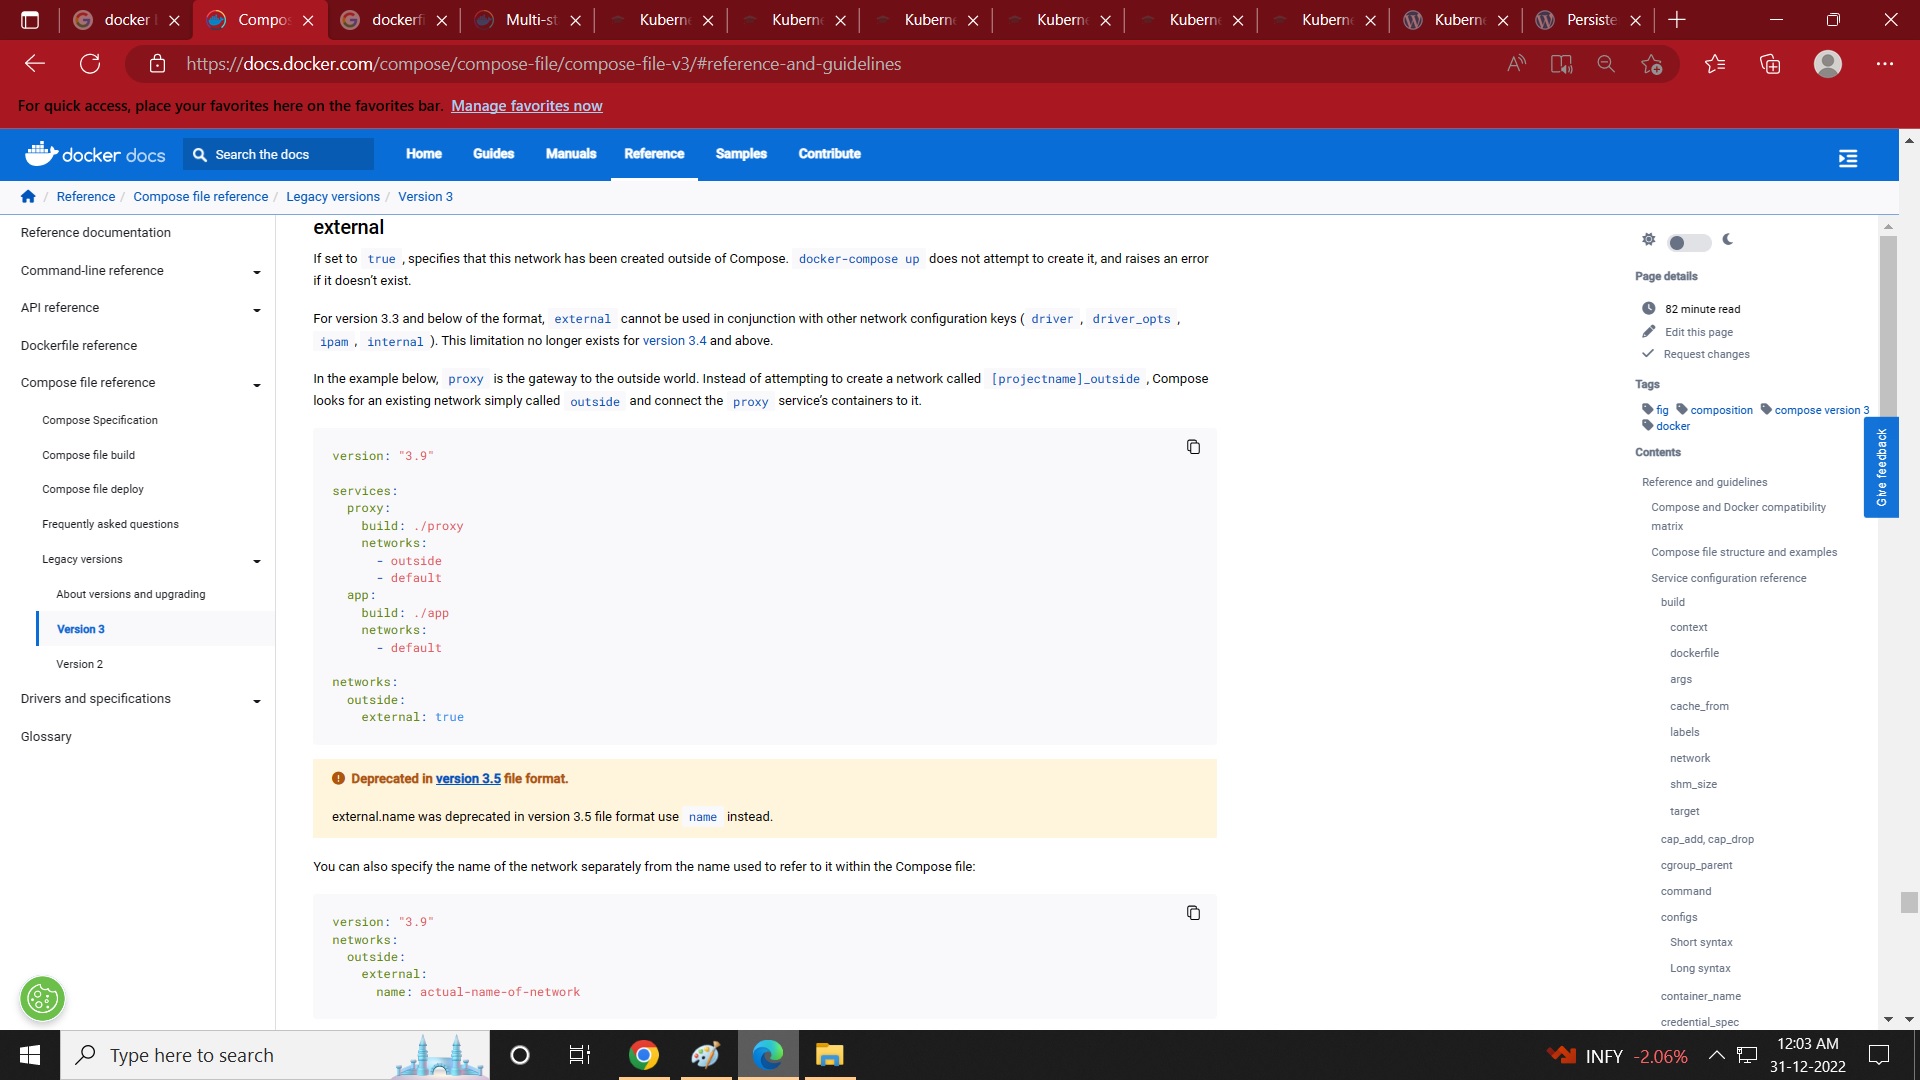 docker
Compos
dockerfi
Multi-st
Kuberne
Kuberne
Kuberne
Kuberne
Kuberne
Kuberne
Kuberne
Persiste
https://docs.docker.com/compose/compose-file/compose-file-v3/#reference-and-guidelines
For quick access, place your favorites here on the favorites bar. Manage favorites now
docker docs
Search the docs
Home
Guides
Manuals
Reference
Samples
Contribute
/ Reference / Compose file reference / Legacy versions / Version 3
Reference documentation
Command-line reference
API reference
Dockerfile reference
Compose file reference
Compose Specification
Compose file build
Compose file deploy
Frequently asked questions
Legacy versions
About versions and upgrading
Version 3
Version 2
Drivers and specifications
Glossary
external
If set to true , specifies that this network has been created outside of Compose. docker-compose up does not attempt to create it, and raises an error
if it doesn’t exist.
For version 3.3 and below of the format, external cannot be used in conjunction with other network configuration keys ( driver , driver_opts ,
ipam , internal ). This limitation no longer exists for version 3.4 and above.
In the example below, proxy is the gateway to the outside world. Instead of attempting to create a network called [projectname]_outside , Compose
looks for an existing network simply called outside and connect the proxy service’s containers to it.
version: "3.9"
services:
proxy:
build: ./proxy
networks:
- outside
- default
app:
build: ./app
networks:
- default
networks:
outside:
external: true
Deprecated in version 3.5 file format.
external.name was deprecated in version 3.5 file format use name instead.
You can also specify the name of the network separately from the name used to refer to it within the Compose file:
version: "3.9"
networks:
outside:
external:
name: actual-name-of-network
Page details
82 minute read
Edit this page
Request changes
Tags
fig composition compose version 3
docker
Contents
Reference and guidelines
Compose and Docker compatibility
matrix
Compose file structure and examples
Service configuration reference
build
context
dockerfile
args
cache_from
labels
network
shm_size
target
cap_add, cap_drop
cgroup_parent
command
configs
Short syntax
Long syntax
container_name
credential_spec
Give feedback
Type here to search
INFY -2.06%
12:03 AM
31-12-2022